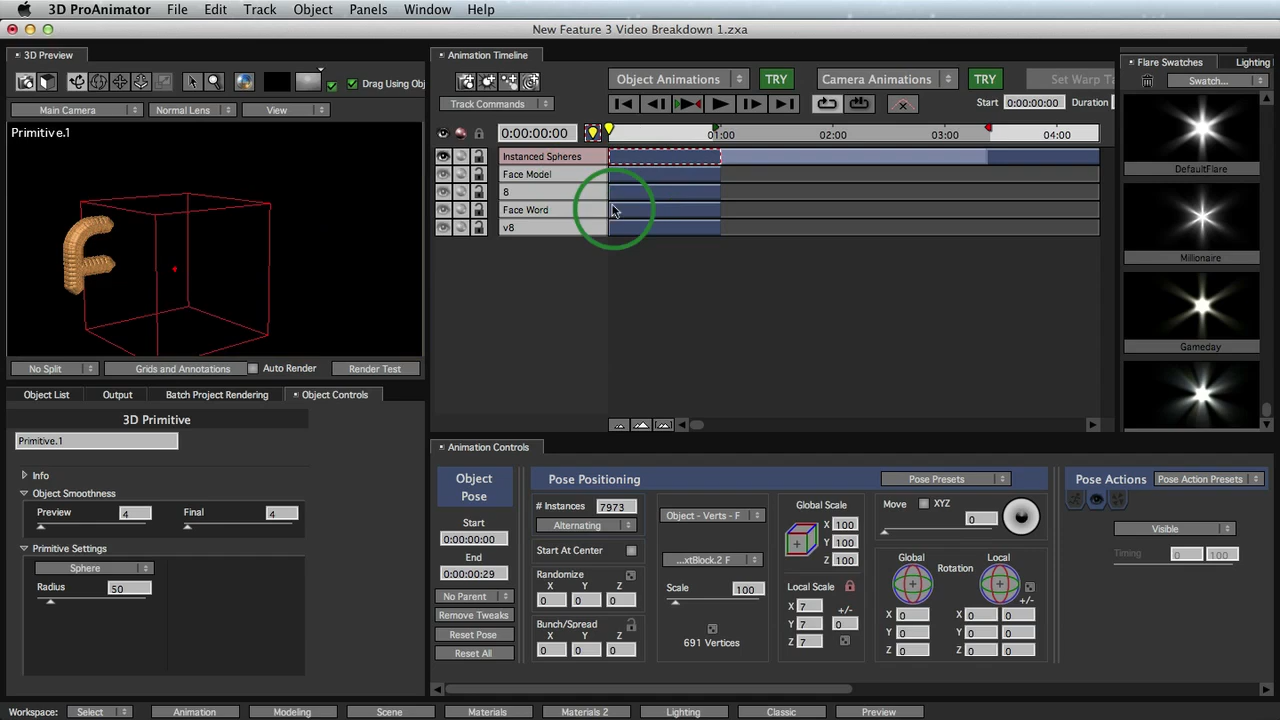 3D ProAnimator File Edit Track Object Panels Window Help
New Feature 3 Video Breakdown 1.zxa
3D Preview
Drag Using Obj
Main Camera Normal Lens View
Primitive.1
No Split Grids and Annotations Auto Render Render Test
Object List Output Batch Project Rendering Object Controls
3D Primitive
Primitive.1
Info
Object Smoothness
Preview 4 Final 4
Primitive Settings
Sphere
Radius 50
Animation Timeline
Object Animations TRY Camera Animations TRY Set Warp Ta
Track Commands Start 0:00:00:00 Duration
0:00:00:00 01:00 02:00 03:00 04:00
Instanced Spheres
Face Model
8
Face Word
v8
Flare Swatches Lighting
Swatch...
DefaultFlare
Millionaire
Gameday
Animation Controls
Object Pose
Start
0:00:00:00
End
0:00:00:29
No Parent
Remove Tweaks
Reset Pose
Reset All
Pose Positioning Pose Presets
# Instances 7973
Alternating
Start At Center
Randomize
X Y Z
0 0 0
Bunch/Spread
X Y Z
0 0 0
Object - Verts - F
...xtBlock.2 F
Scale 100
691 Vertices
Global Scale
X 100
Y 100
Z 100
Local Scale
X 7
Y 7 +/- 0
Z 7
Move XYZ
0
Global Rotation Local
+/-
X 0 X 0 0
Y 0 Y 0 0
Z 0 Z 0 0
Pose Actions Pose Action Presets
Visible
Timing 0 100
Workspace: Select Animation Modeling Scene Materials Materials 2 Lighting Classic Preview